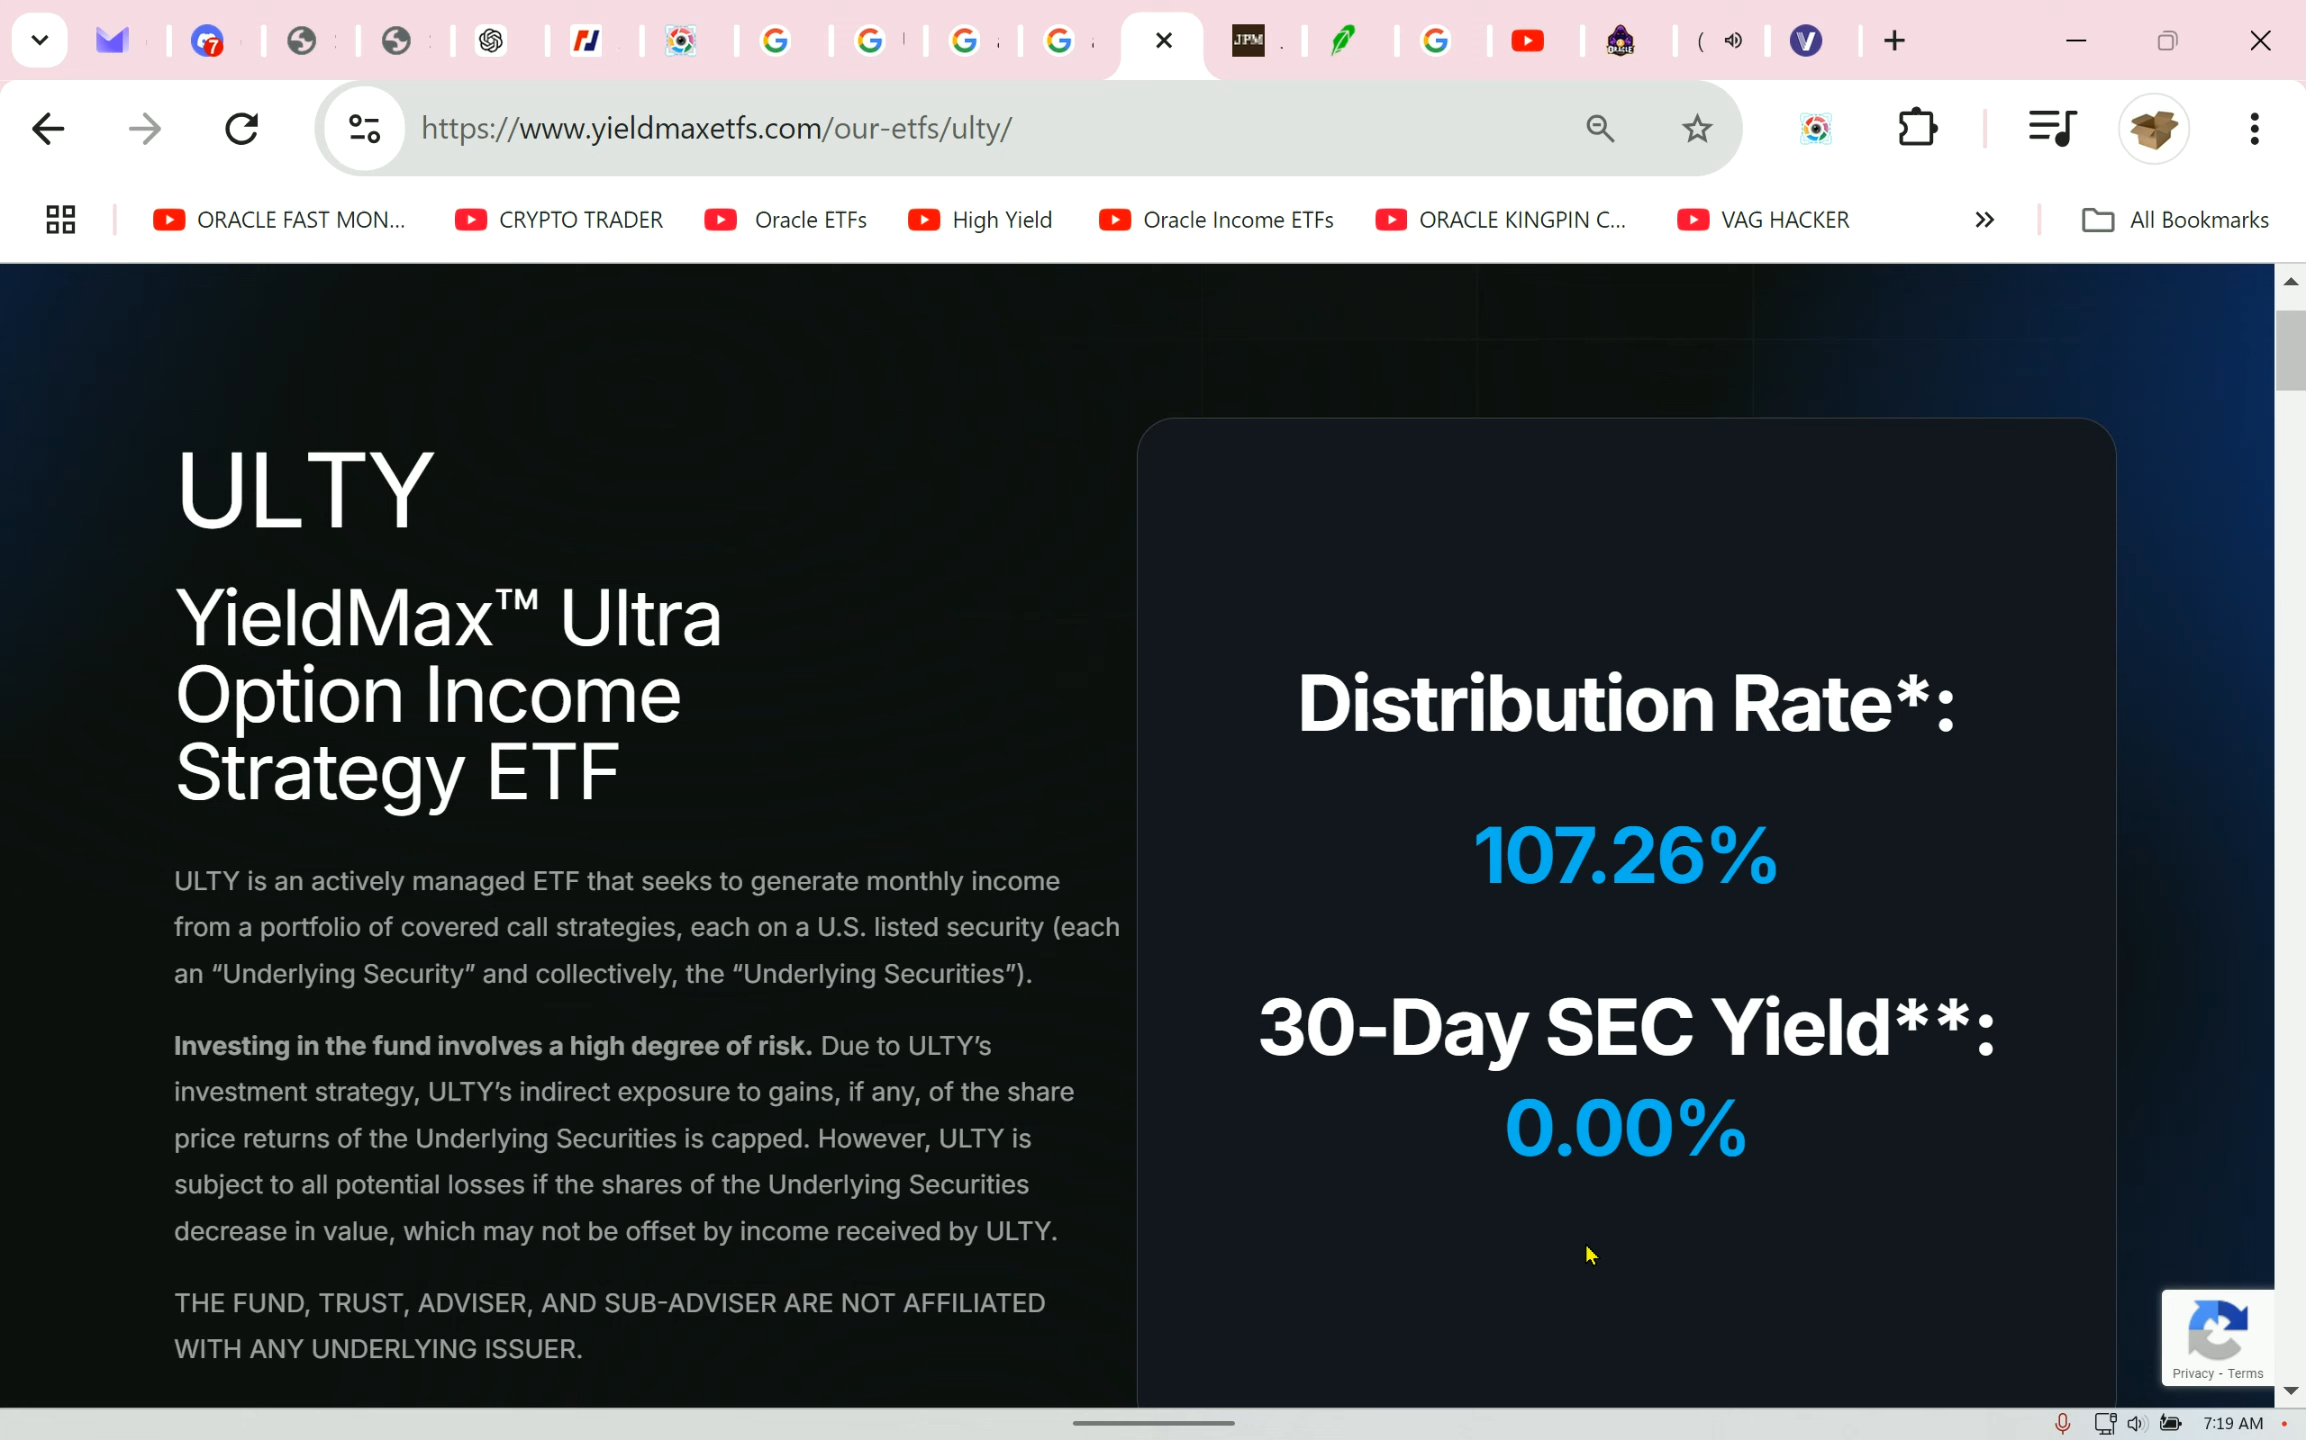 7
JPM
https://www.yieldmaxetfs.com/our-etfs/ulty/
ORACLE FAST MON...
CRYPTO TRADER
Oracle ETFs
High Yield
Oracle Income ETFs
ORACLE KINGPIN C...
VAG HACKER
All Bookmarks
ULTY
YieldMax™ Ultra
Option Income
Strategy ETF
ULTY is an actively managed ETF that seeks to generate monthly income
from a portfolio of covered call strategies, each on a U.S. listed security (each
an “Underlying Security” and collectively, the “Underlying Securities”).
Investing in the fund involves a high degree of risk. Due to ULTY’s
investment strategy, ULTY’s indirect exposure to gains, if any, of the share
price returns of the Underlying Securities is capped. However, ULTY is
subject to all potential losses if the shares of the Underlying Securities
decrease in value, which may not be offset by income received by ULTY.
THE FUND, TRUST, ADVISER, AND SUB-ADVISER ARE NOT AFFILIATED
WITH ANY UNDERLYING ISSUER.
Distribution Rate*:
107.26%
30-Day SEC Yield**:
0.00%
Privacy - Terms
7:19 AM